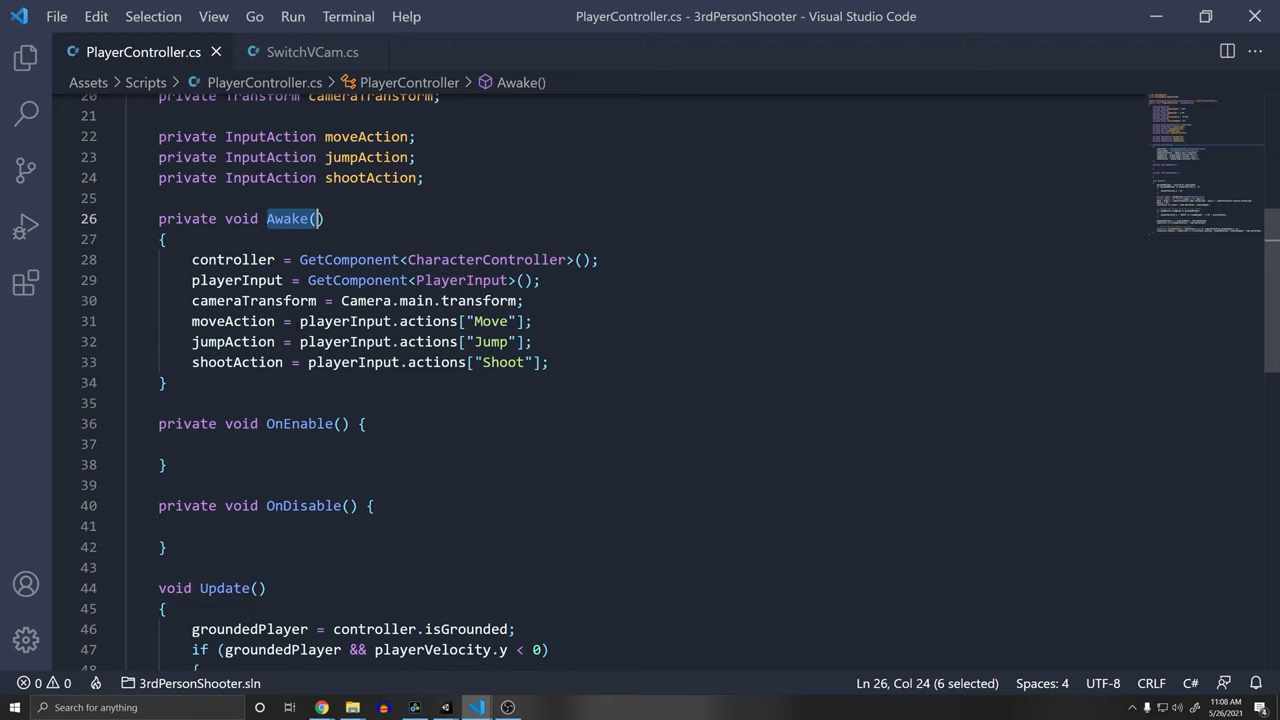 File Edit Selection View Go Run Terminal Help PlayerController.cs - 3rdPersonShooter - Visual Studio Code
PlayerController.cs SwitchVCam.cs
Assets > Scripts > PlayerController.cs > PlayerController > Awake()
20 private Transform cameraTransform;
21
22 private InputAction moveAction;
23 private InputAction jumpAction;
24 private InputAction shootAction;
25
26 private void Awake()
27 {
28 controller = GetComponent<CharacterController>();
29 playerInput = GetComponent<PlayerInput>();
30 cameraTransform = Camera.main.transform;
31 moveAction = playerInput.actions["Move"];
32 jumpAction = playerInput.actions["Jump"];
33 shootAction = playerInput.actions["Shoot"];
34 }
35
36 private void OnEnable() {
37
38 }
39
40 private void OnDisable() {
41
42 }
43
44 void Update()
45 {
46 groundedPlayer = controller.isGrounded;
47 if (groundedPlayer && playerVelocity.y < 0)
48 {
0 0 3rdPersonShooter.sln Ln 26, Col 24 (6 selected) Spaces: 4 UTF-8 CRLF C#
Search for anything 11:08 AM
5/26/2021 4